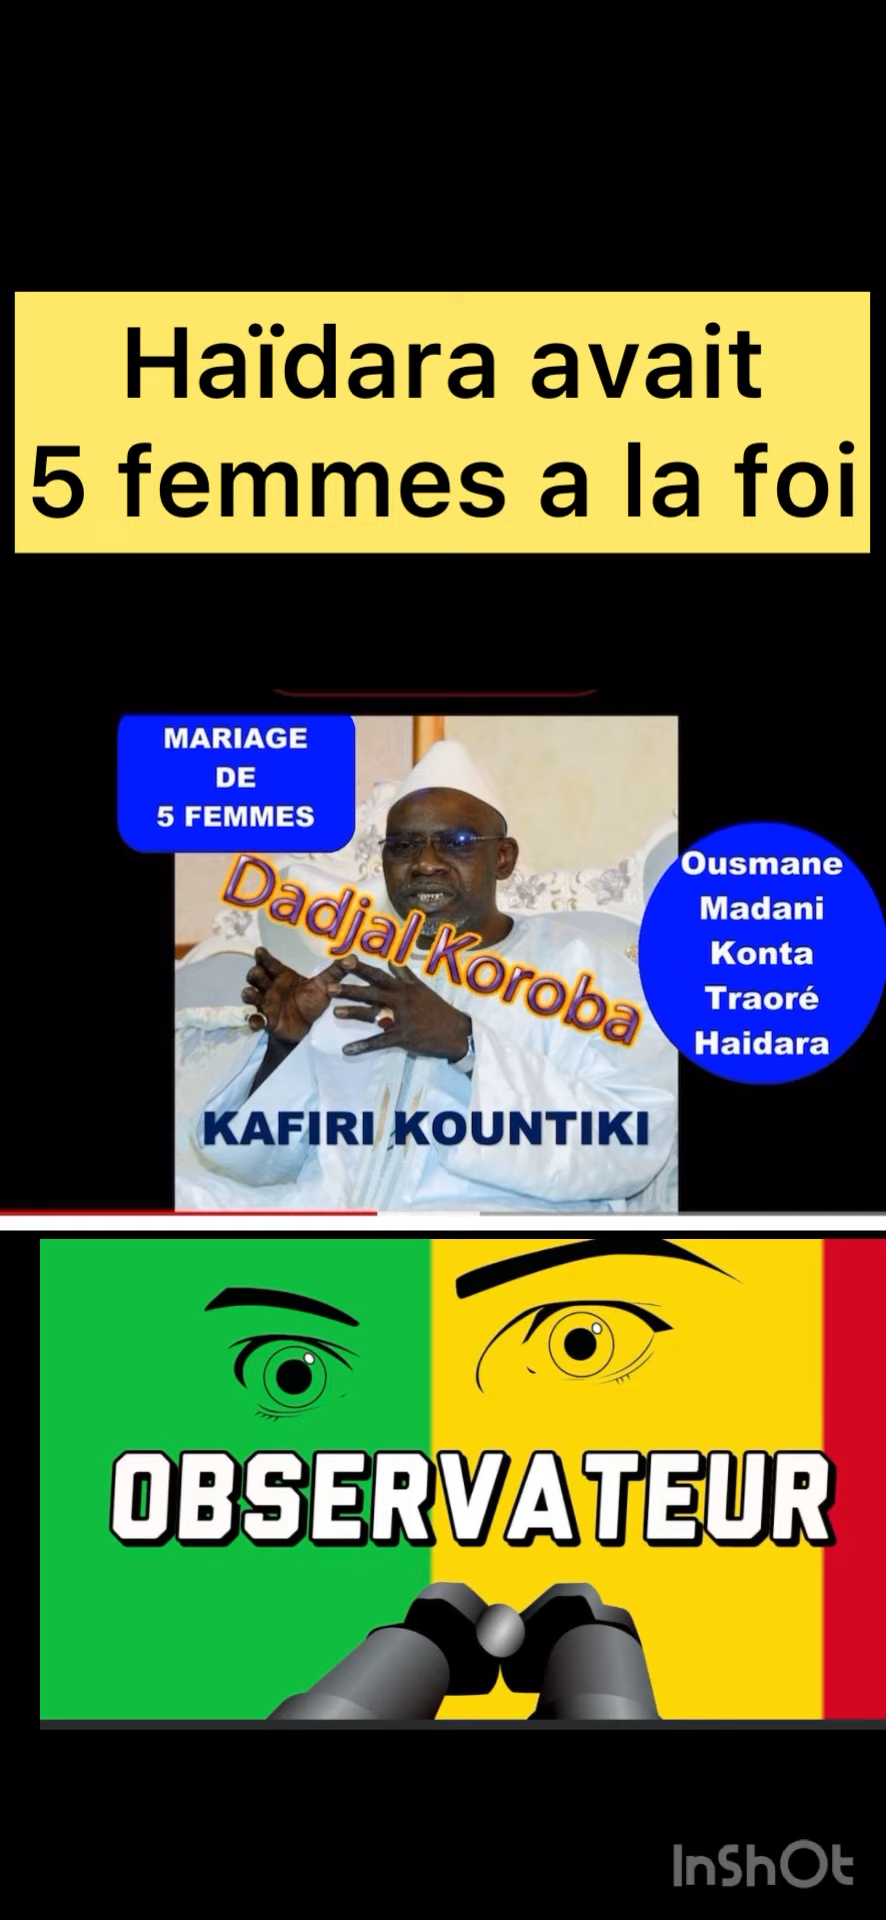 Haïdara avait
5 femmes a la foi
MARIAGE
DE
5 FEMMES
Dadjal Koroba
Ousmane
Madani
Konta
Traoré
Haidara
KAFIRI KOUNTIKI
OBSERVATEUR
InShOt